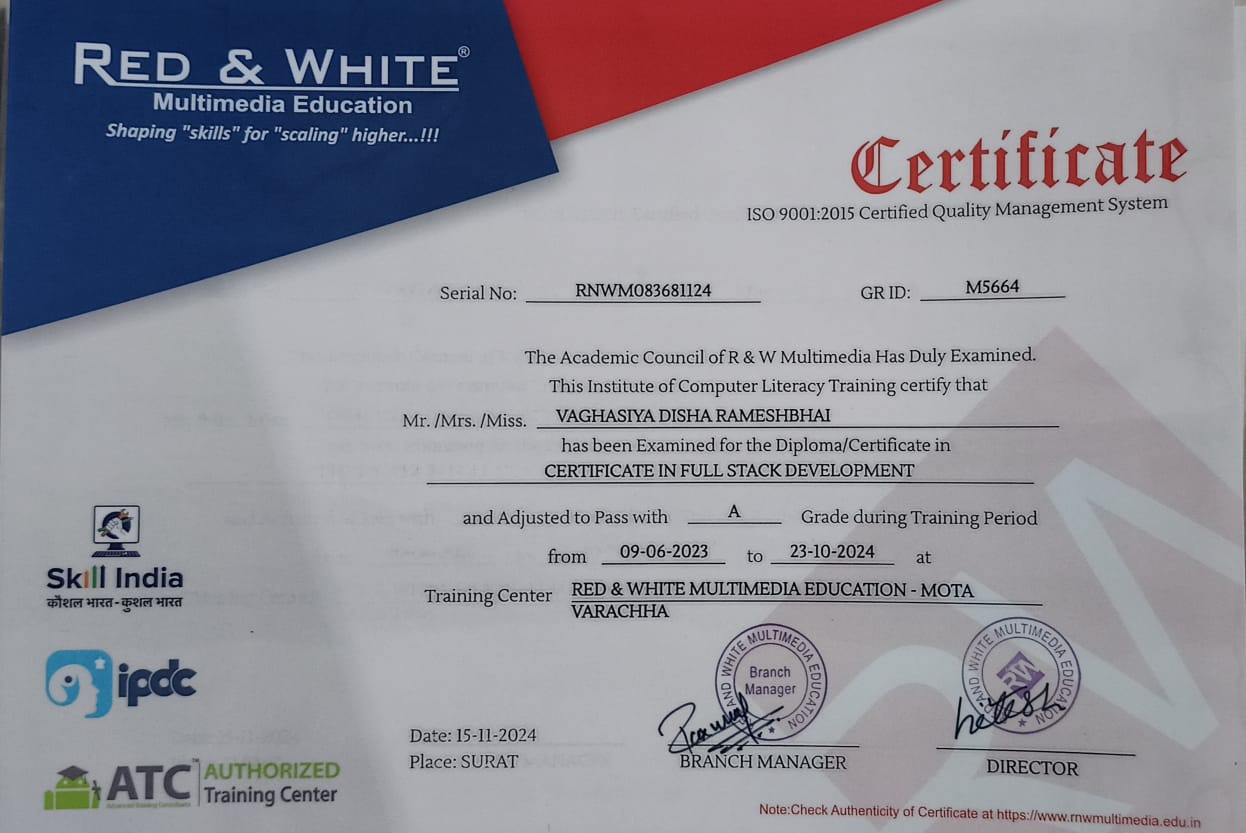 RED & WHITE®
Multimedia Education
Shaping "skills" for "scaling" higher...!!!
Certificate
ISO 9001:2015 Certified Quality Management System
Serial No: RNWM083681124 GR ID: M5664
The Academic Council of R & W Multimedia Has Duly Examined.
This Institute of Computer Literacy Training certify that
Mr. /Mrs. /Miss. VAGHASIYA DISHA RAMESHBHAI
has been Examined for the Diploma/Certificate in
CERTIFICATE IN FULL STACK DEVELOPMENT
and Adjusted to Pass with A Grade during Training Period
from 09-06-2023 to 23-10-2024 at
Training Center RED & WHITE MULTIMEDIA EDUCATION - MOTA
VARACHHA
Skill India
कौशल भारत - कुशल भारत
ipdc
ATC™ AUTHORIZED
Training Center
Date: 15-11-2024
Place: SURAT
RED AND WHITE MULTIMEDIA EDUCATION
Branch
Manager
BRANCH MANAGER
RED AND WHITE MULTIMEDIA EDUCATION
RW
DIRECTOR
Note:Check Authenticity of Certificate at https://www.rnwmultimedia.edu.in